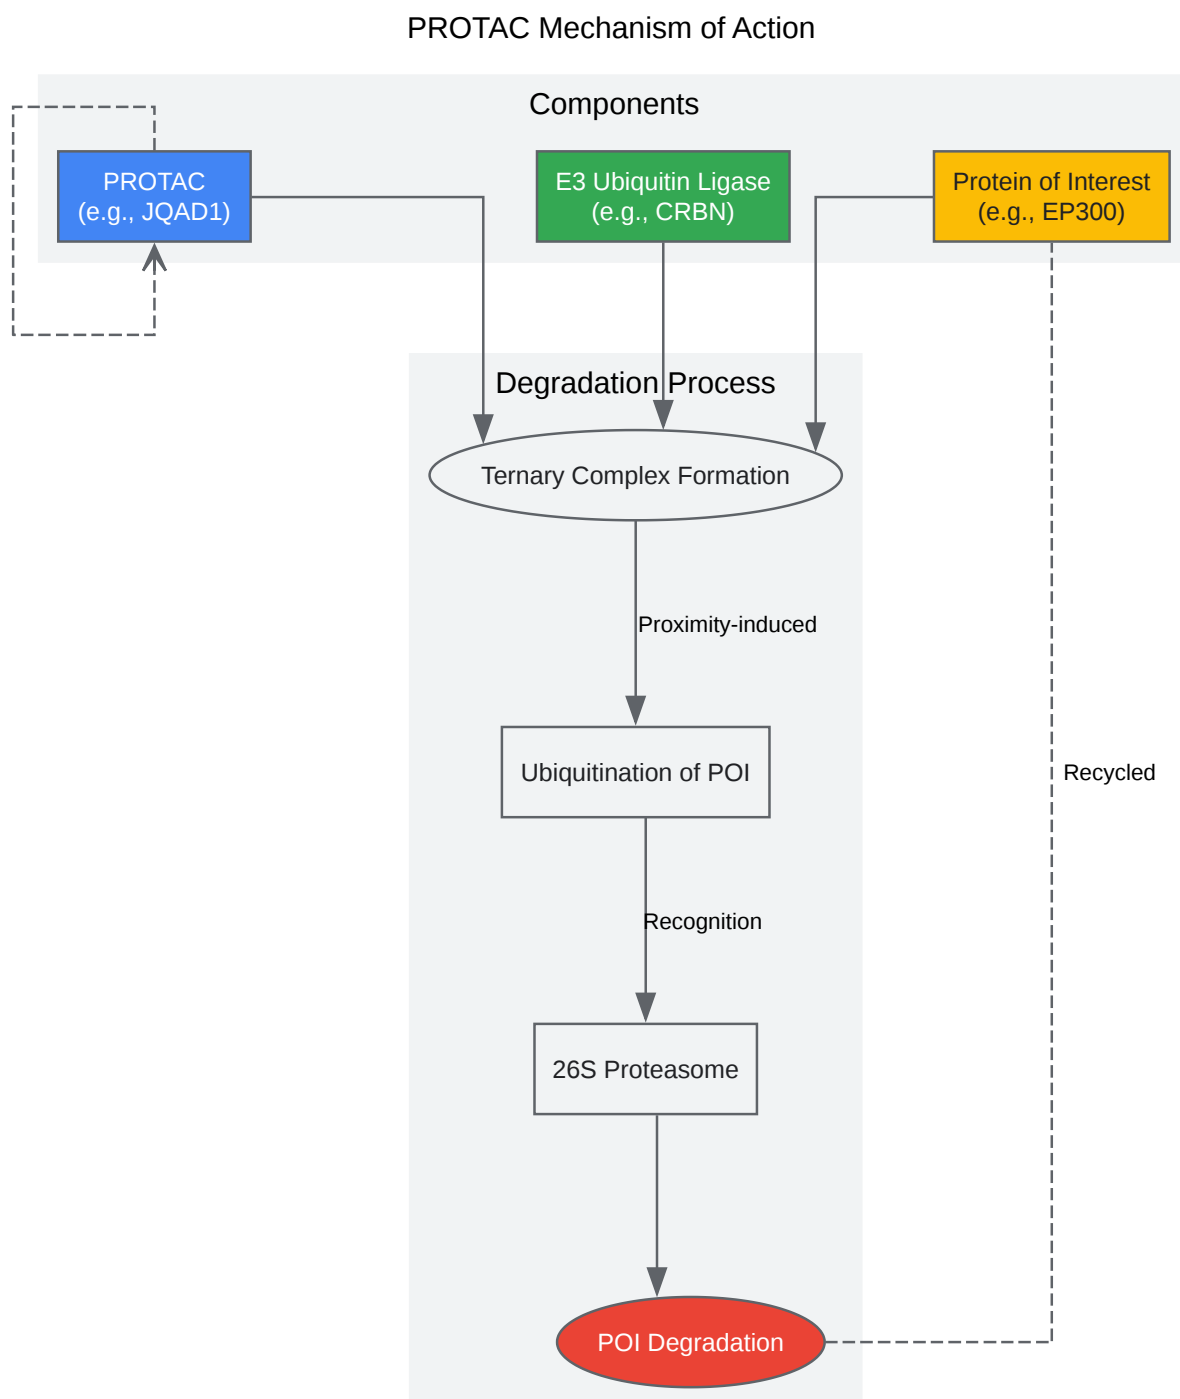 PROTAC Mechanism of Action
Components
PROTAC
(e.g., JQAD1)
E3 Ubiquitin Ligase
(e.g., CRBN)
Protein of Interest
(e.g., EP300)
Degradation Process
Ternary Complex Formation
Proximity-induced
Ubiquitination of POI
Recycled
Recognition
26S Proteasome
POI Degradation